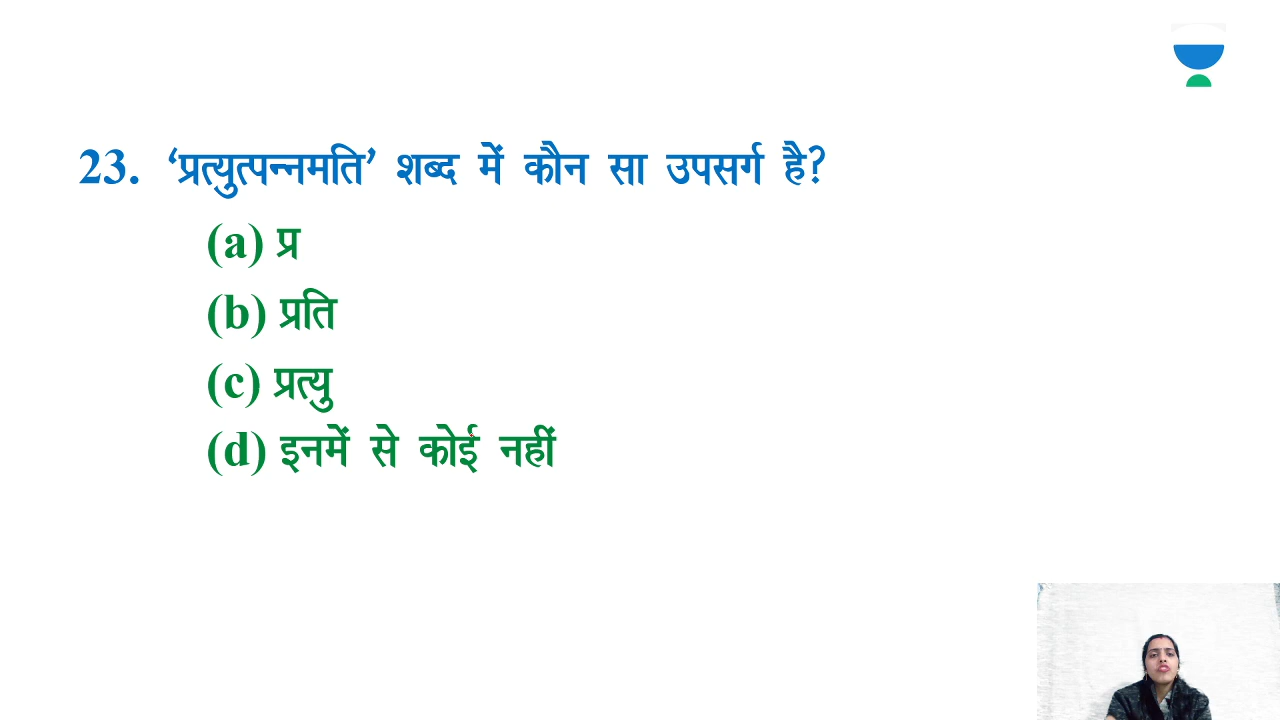 23. ‘प्रत्युत्पन्नमति’ शब्द में कौन सा उपसर्ग है?
(a) प्र
(b) प्रति
(c) प्रत्यु
(d) इनमें से कोई नहीं